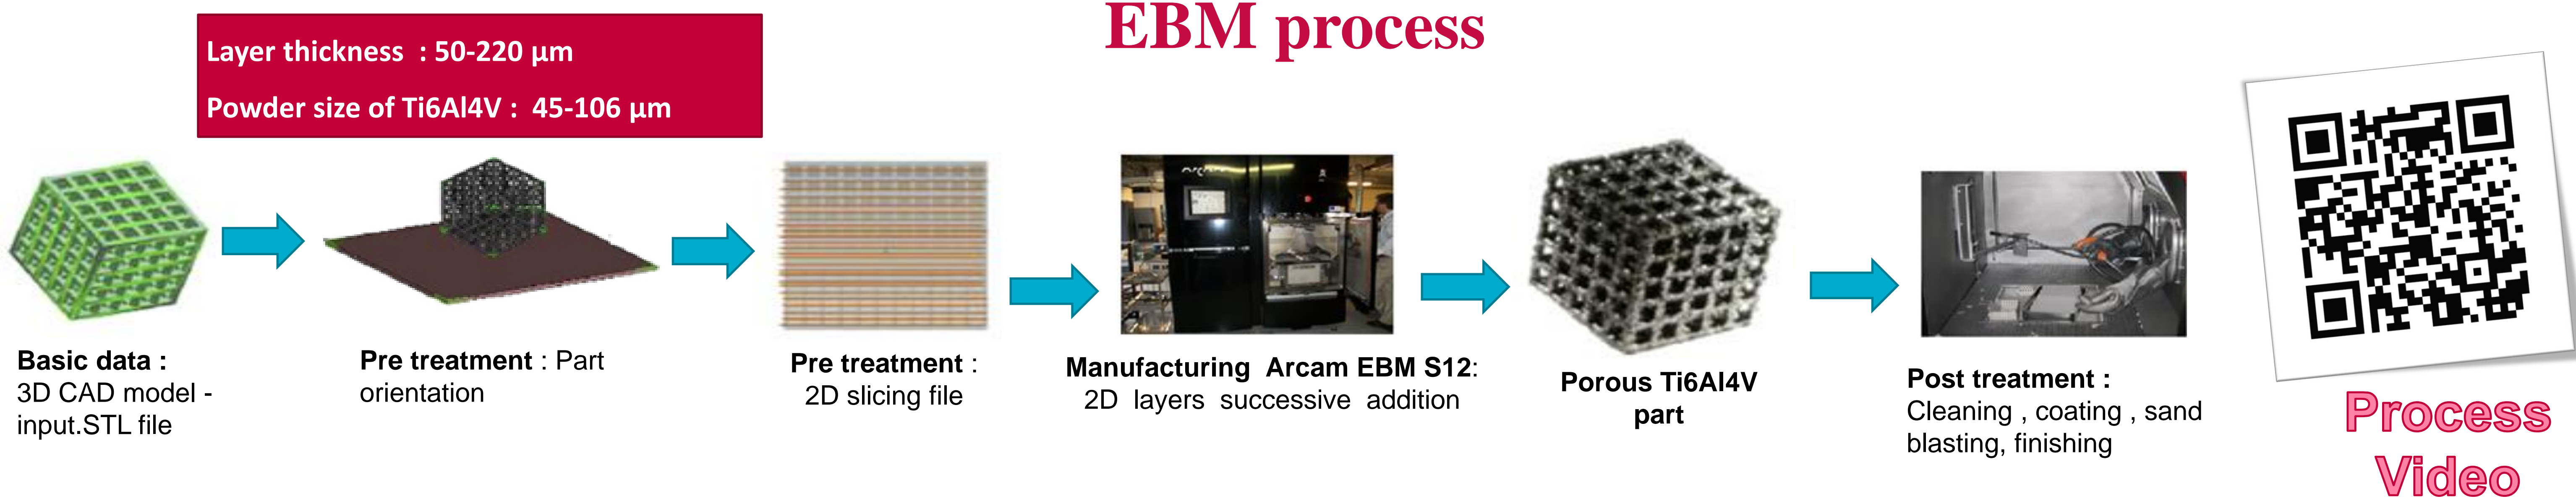 EBM process
Layer thickness : 50-220 µm
Powder size of Ti6Al4V : 45-106 µm
Basic data :
3D CAD model -
input.STL file
Pre treatment : Part
orientation
Pre treatment :
2D slicing file
Manufacturing Arcam EBM S12:
2D layers successive addition
Porous Ti6Al4V
part
Post treatment :
Cleaning , coating , sand
blasting, finishing
Process
Video